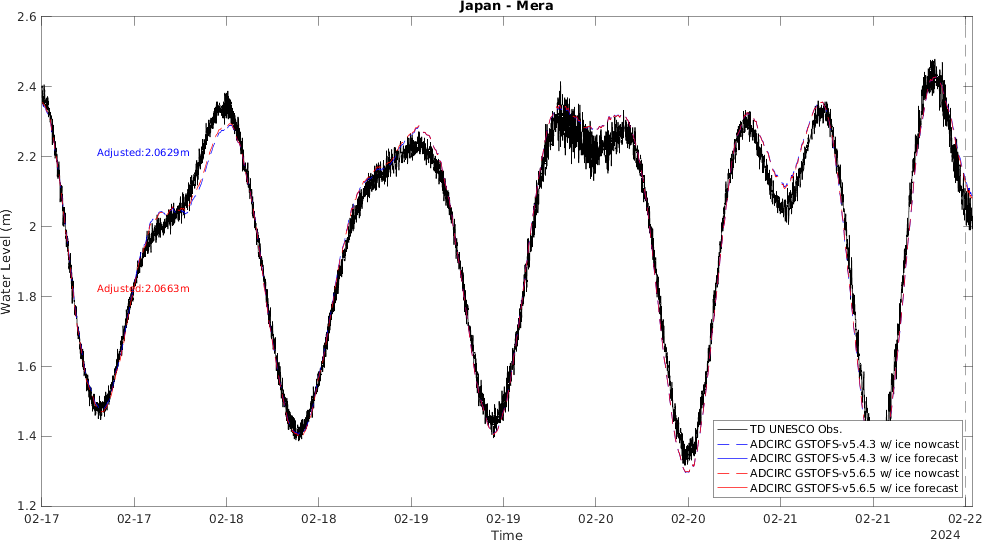 Japan - Mera
2.6
2.4
2.2
2
1.8
1.6
1.4
1.2
Water Level (m)
Adjusted:2.0629m
Adjusted:2.0663m
TD UNESCO Obs.
ADCIRC GSTOFS-v5.4.3 w/ ice nowcast
ADCIRC GSTOFS-v5.4.3 w/ ice forecast
ADCIRC GSTOFS-v5.6.5 w/ ice nowcast
ADCIRC GSTOFS-v5.6.5 w/ ice forecast
02-17 02-17 02-18 02-18 02-19 02-19 02-20 02-20 02-21 02-21 02-22
Time
2024